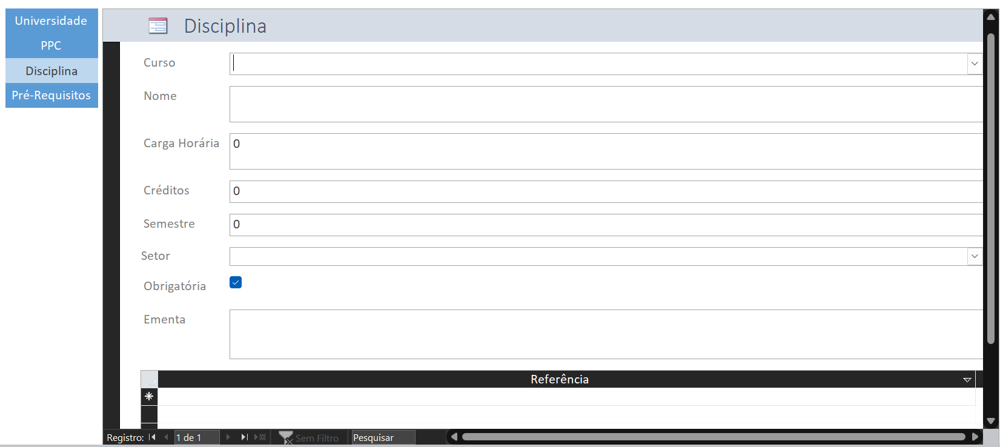 Universidade
PPC
Disciplina
Pré-Requisitos
Disciplina
Curso
Nome
Carga Horária 0
Créditos 0
Semestre 0
Setor
Obrigatória
Ementa
Referência
Registro: 1 de 1 Sem Filtro Pesquisar